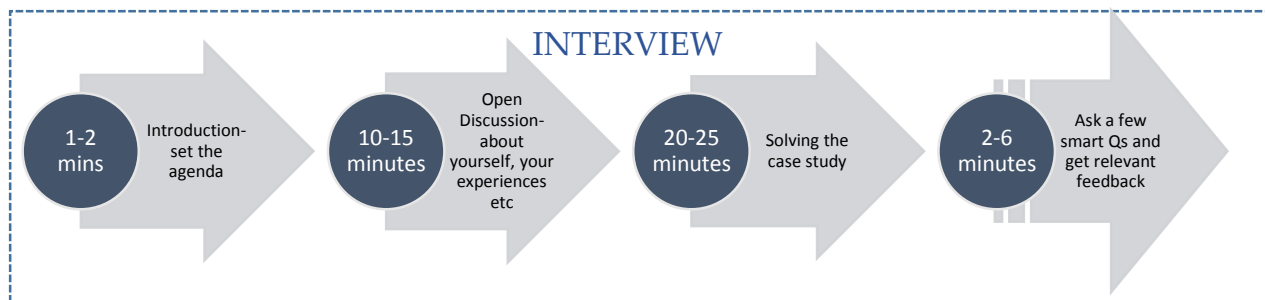 INTERVIEW
1-2
mins
Introduction-
set the
agenda
10-15
minutes
Open
Discussion-
about
yourself, your
experiences
etc
20-25
minutes
Solving the
case study
2-6
minutes
Ask a few
smart Qs and
get relevant
feedback